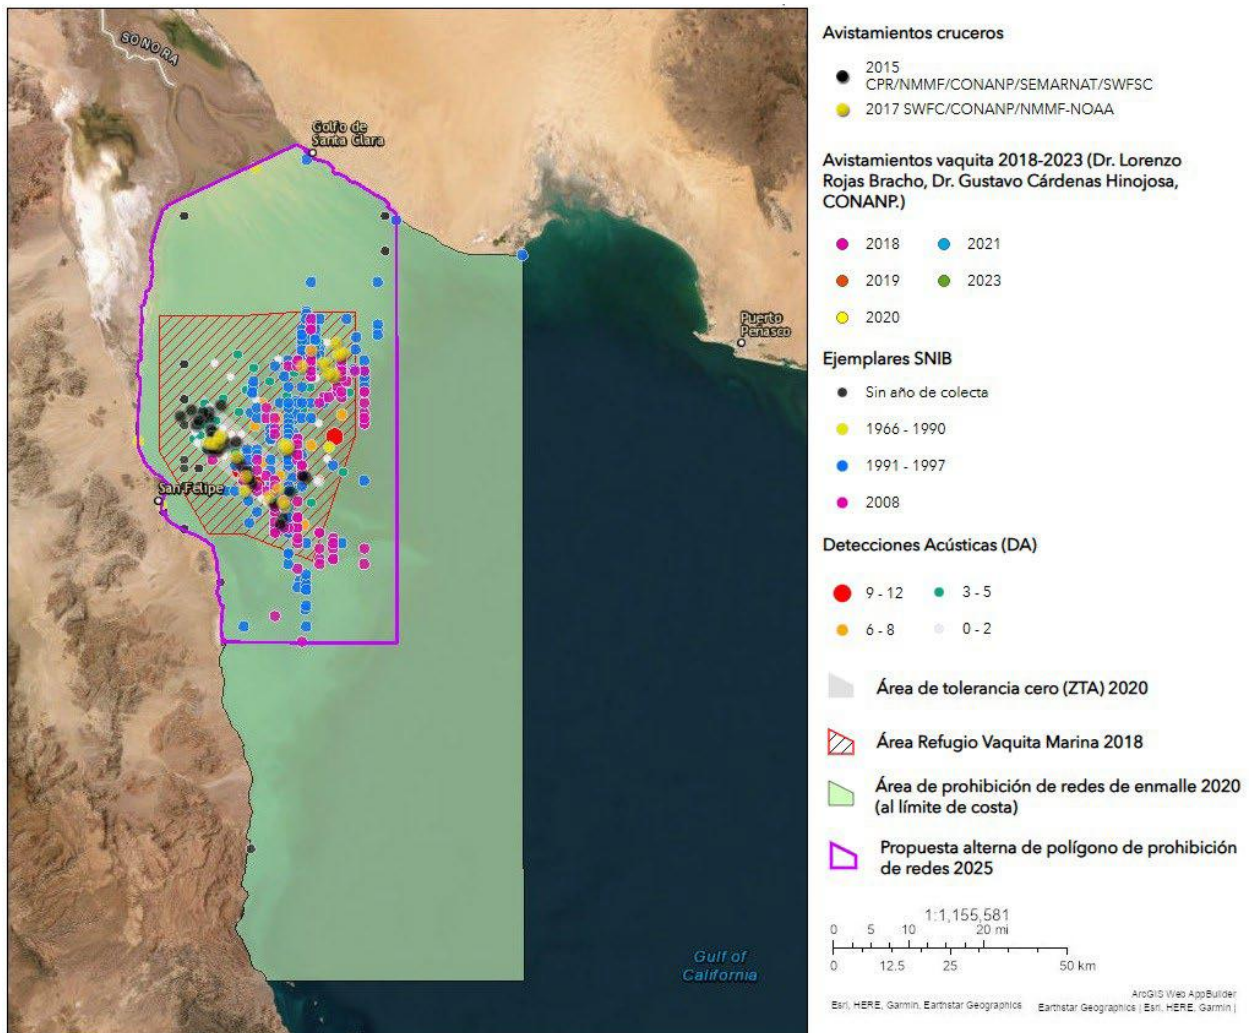 SONORA
Golfo de
Santa Clara
Puerto
Peñasco
San Felipe
Gulf of
California
Avistamientos cruceros
2015
CPR/NMMF/CONANP/SEMARNAT/SWFSC
2017 SWFC/CONANP/NMMF-NOAA
Avistamientos vaquita 2018-2023 (Dr. Lorenzo
Rojas Bracho, Dr. Gustavo Cárdenas Hinojosa,
CONANP.)
2018 2021
2019 2023
2020
Ejemplares SNIB
Sin año de colecta
1966 - 1990
1991 - 1997
2008
Detecciones Acústicas (DA)
9 - 12 3 - 5
6 - 8 0 - 2
Área de tolerancia cero (ZTA) 2020
Área Refugio Vaquita Marina 2018
Área de prohibición de redes de enmalle 2020
(al límite de costa)
Propuesta alterna de polígono de prohibición
de redes 2025
1:1,155,581
0 5 10 20 mi
0 12.5 25 50 km
ArcGIS Web AppBuilder
Esri, HERE, Garmin, Earthstar Geographics Earthstar Geographics | Esri, HERE, Garmin |